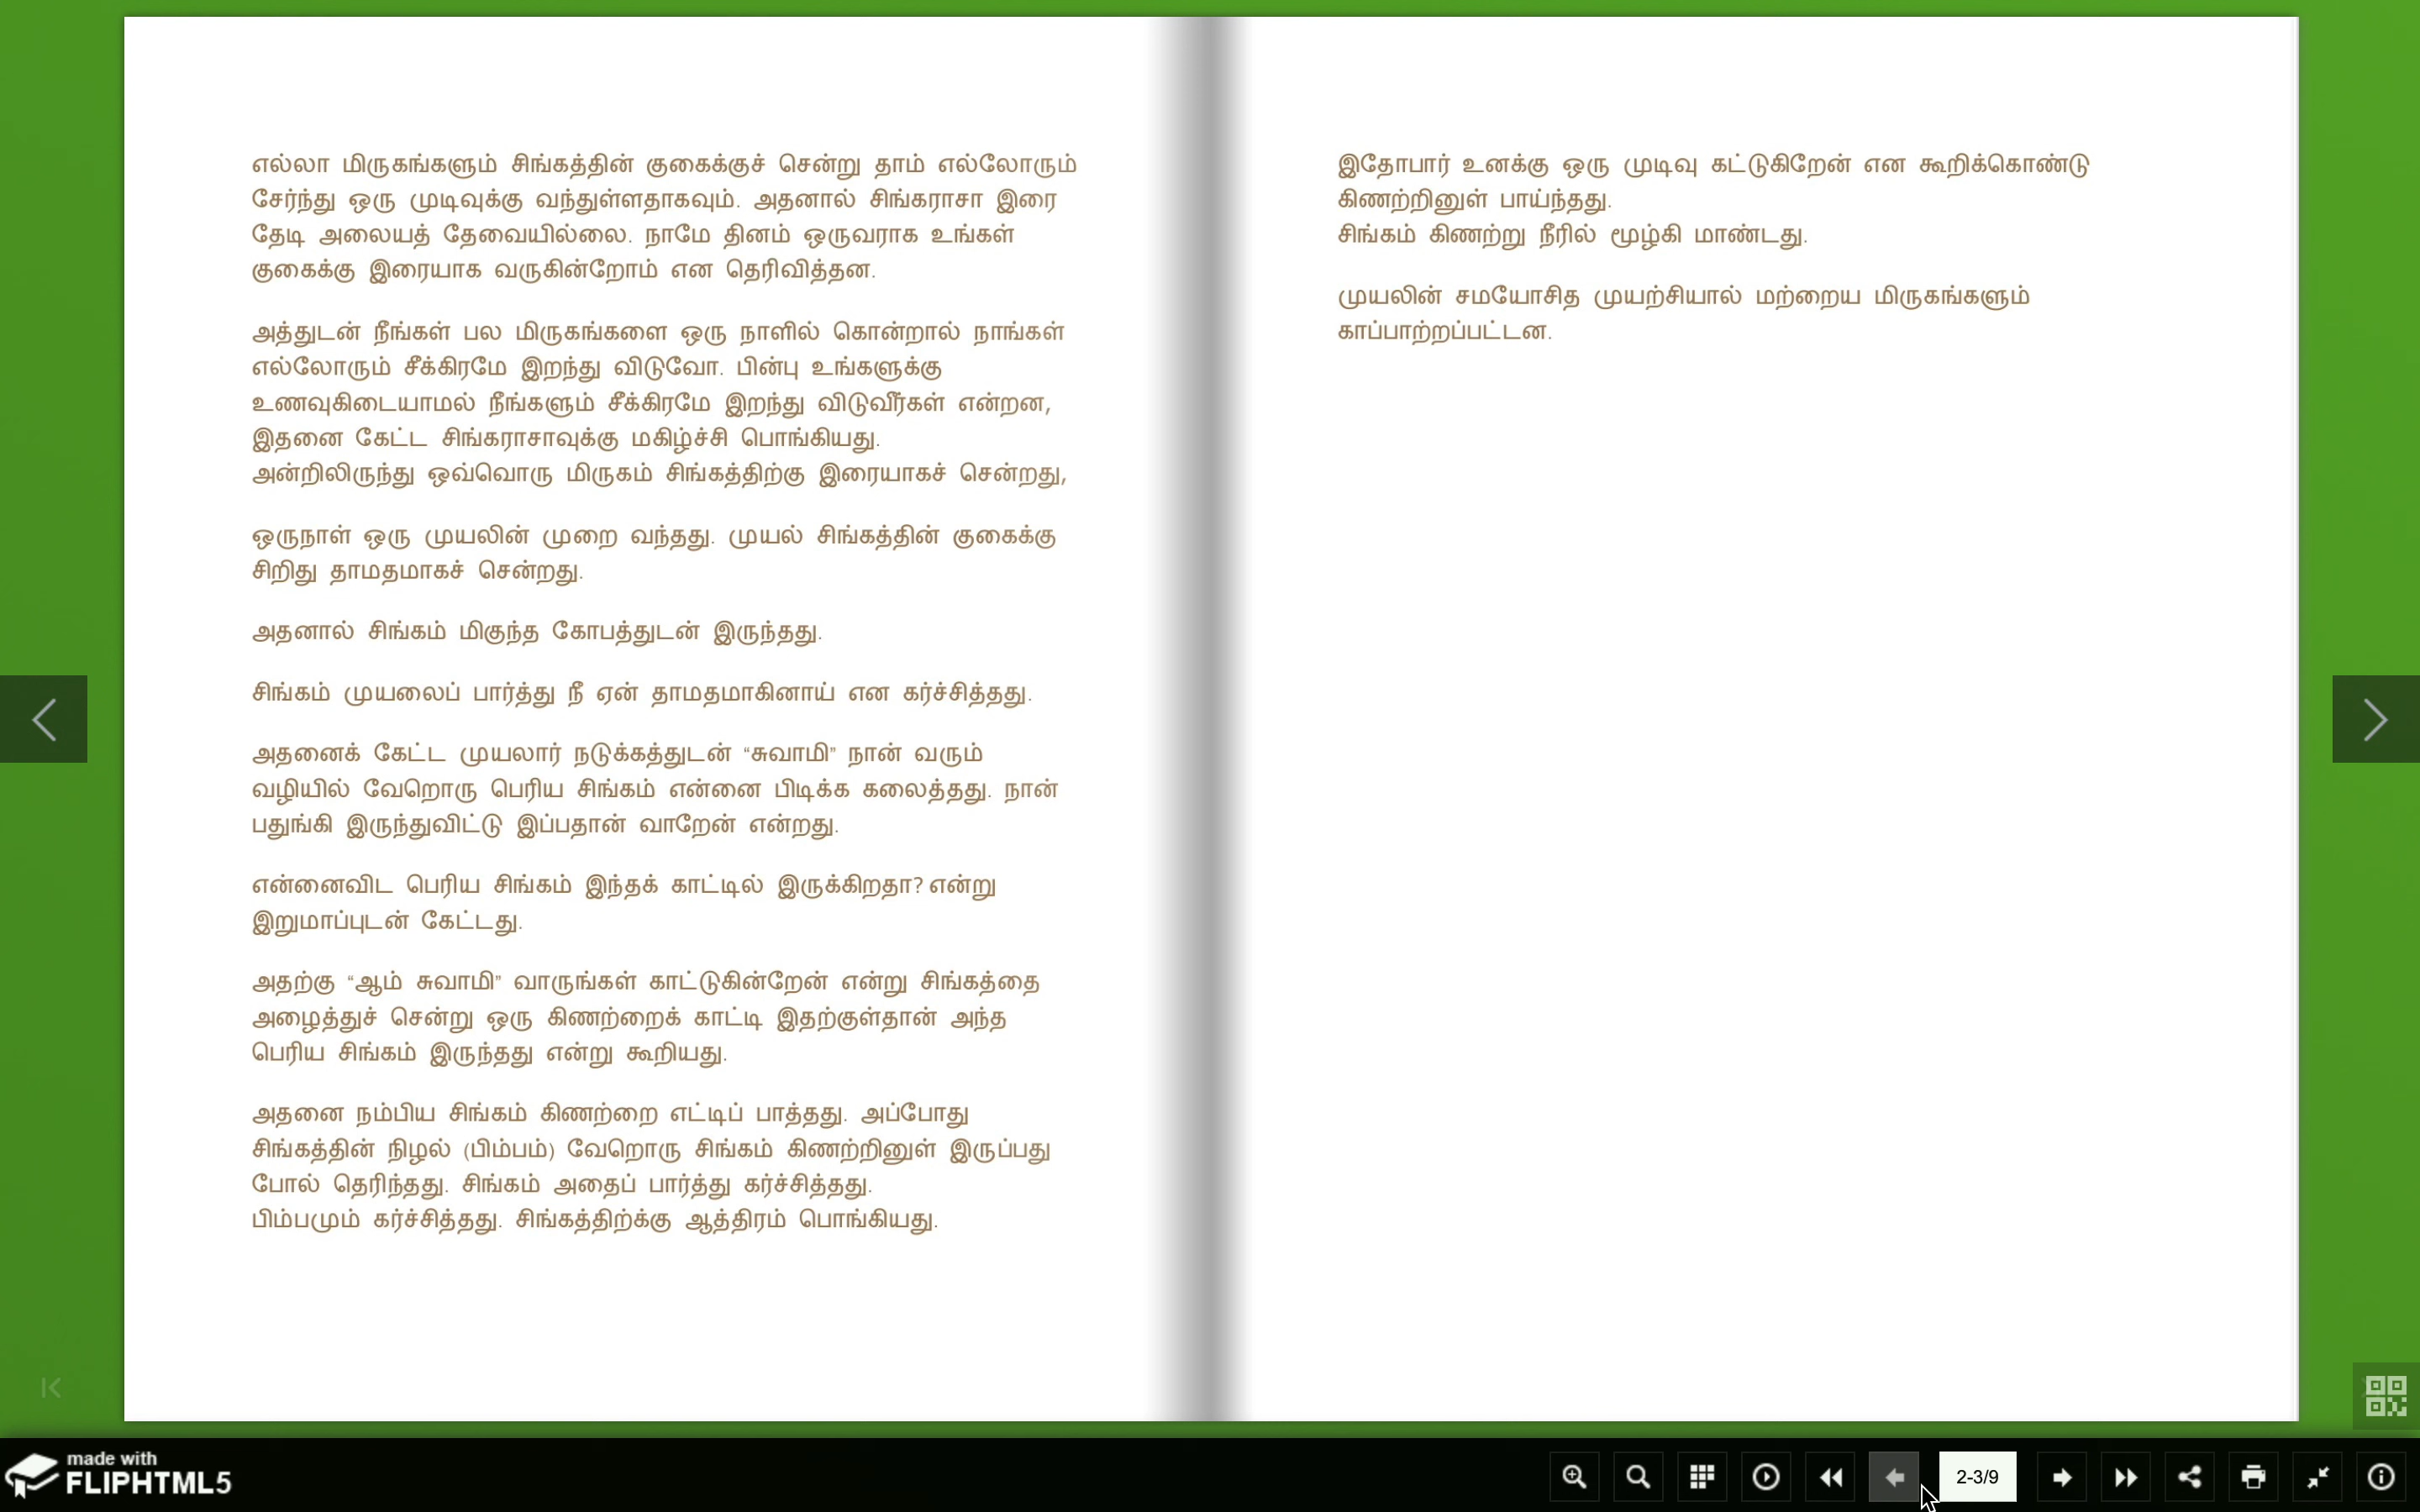 எல்லா மிருகங்களும் சிங்கத்தின் குகைக்குச் சென்று தாம் எல்லோரும்
சேர்ந்து ஒரு முடிவுக்கு வந்துள்ளதாகவும். அதனால் சிங்கராசா இரை
தேடி அலையத் தேவையில்லை. நாமே தினம் ஒருவராக உங்கள்
குகைக்கு இரையாக வருகின்றோம் என தெரிவித்தன.
அத்துடன் நீங்கள் பல மிருகங்களை ஒரு நாளில் கொன்றால் நாங்கள்
எல்லோரும் சீக்கிரமே இறந்து விடுவோ. பின்பு உங்களுக்கு
உணவுகிடையாமல் நீங்களும் சீக்கிரமே இறந்து விடுவீர்கள் என்றன,
இதனை கேட்ட சிங்கராசாவுக்கு மகிழ்ச்சி பொங்கியது.
அன்றிலிருந்து ஒவ்வொரு மிருகம் சிங்கத்திற்கு இரையாகச் சென்றது,
ஒருநாள் ஒரு முயலின் முறை வந்தது. முயல் சிங்கத்தின் குகைக்கு
சிறிது தாமதமாகச் சென்றது.
அதனால் சிங்கம் மிகுந்த கோபத்துடன் இருந்தது.
சிங்கம் முயலைப் பார்த்து நீ ஏன் தாமதமாகினாய் என கர்ச்சித்தது.
அதனைக் கேட்ட முயலார் நடுக்கத்துடன் “சுவாமி” நான் வரும்
வழியில் வேறொரு பெரிய சிங்கம் என்னை பிடிக்க கலைத்தது. நான்
பதுங்கி இருந்துவிட்டு இப்பதான் வாறேன் என்றது.
என்னைவிட பெரிய சிங்கம் இந்தக் காட்டில் இருக்கிறதா? என்று
இறுமாப்புடன் கேட்டது.
அதற்கு “ஆம் சுவாமி” வாருங்கள் காட்டுகின்றேன் என்று சிங்கத்தை
அழைத்துச் சென்று ஒரு கிணற்றைக் காட்டி இதற்குள்தான் அந்த
பெரிய சிங்கம் இருந்தது என்று கூறியது.
அதனை நம்பிய சிங்கம் கிணற்றை எட்டிப் பாத்தது. அப்போது
சிங்கத்தின் நிழல் (பிம்பம்) வேறொரு சிங்கம் கிணற்றினுள் இருப்பது
போல் தெரிந்தது. சிங்கம் அதைப் பார்த்து கர்ச்சித்தது.
பிம்பமும் கர்ச்சித்தது. சிங்கத்திற்க்கு ஆத்திரம் பொங்கியது.
இதோபார் உனக்கு ஒரு முடிவு கட்டுகிறேன் என கூறிக்கொண்டு
கிணற்றினுள் பாய்ந்தது.
சிங்கம் கிணற்று நீரில் மூழ்கி மாண்டது.
முயலின் சமயோசித முயற்சியால் மற்றைய மிருகங்களும்
காப்பாற்றப்பட்டன.
made with
FLIPHTML5
2-3/9